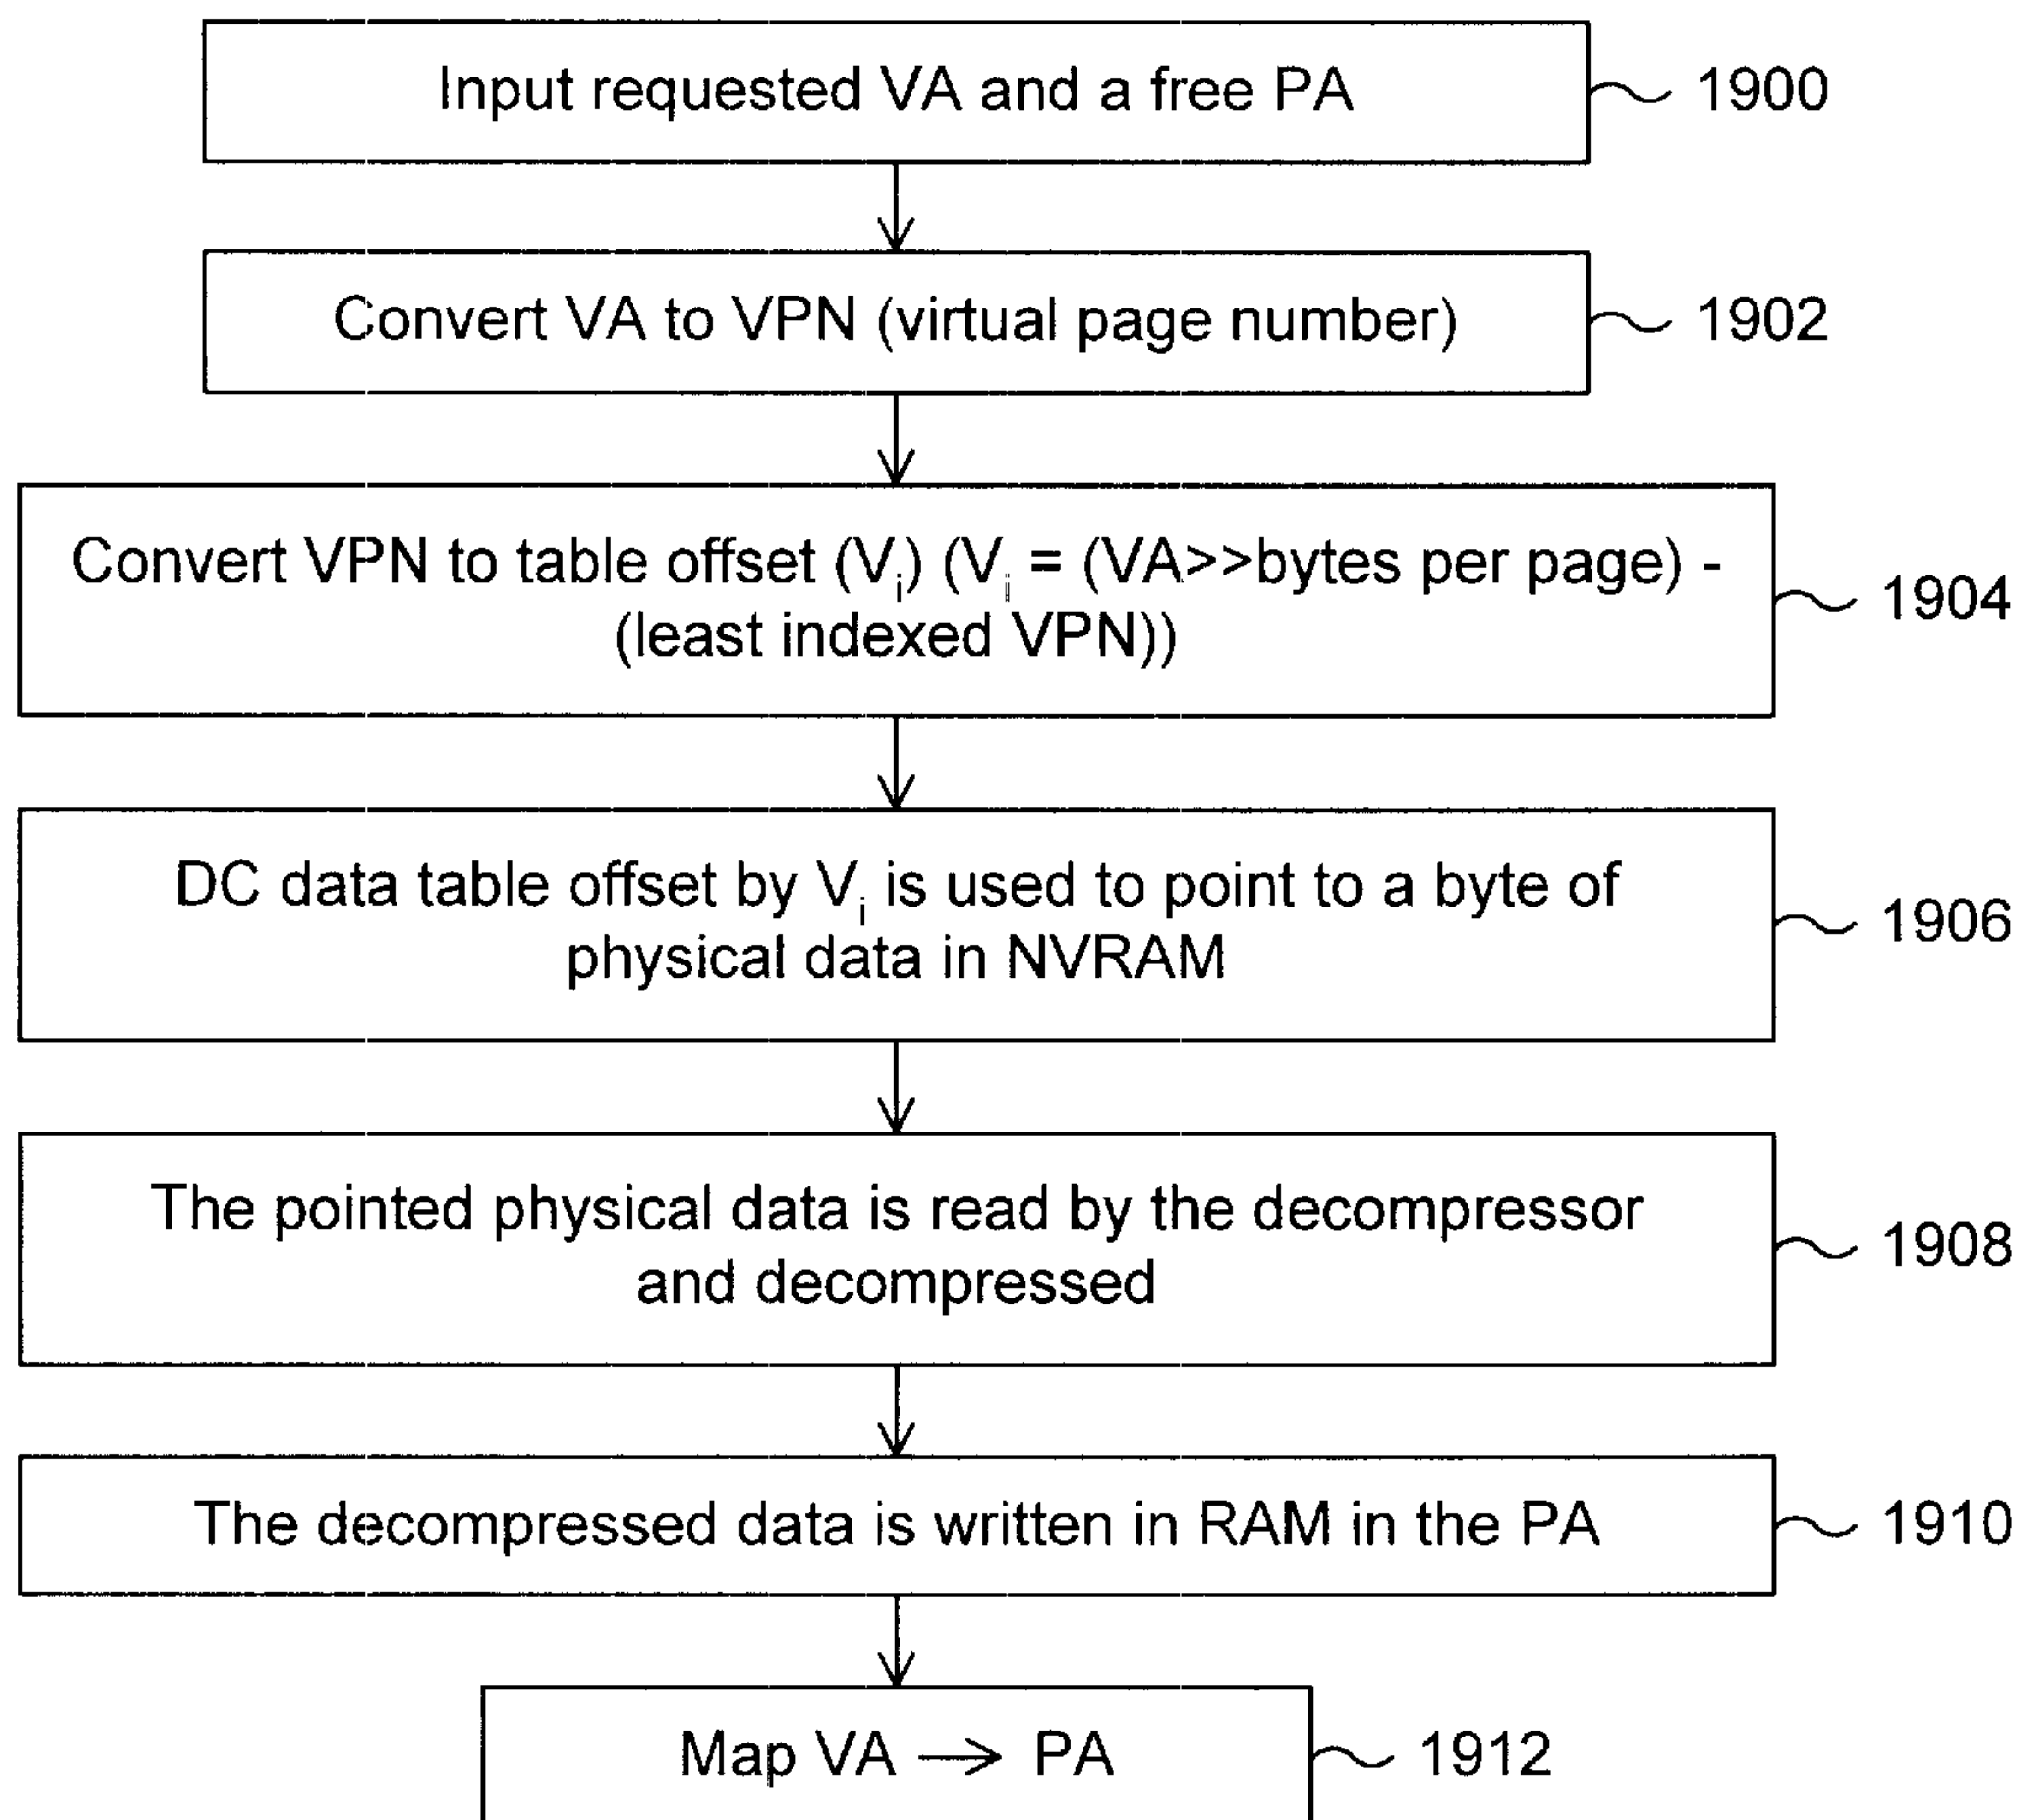 Input requested VA and a free PA
1900
Convert VA to VPN (virtual page number)
1902
Convert VPN to table offset (Vi) (Vi = (VA>>bytes per page) -
(least indexed VPN))
1904
DC data table offset by Vi is used to point to a byte of
physical data in NVRAM
1906
The pointed physical data is read by the decompressor
and decompressed
1908
The decompressed data is written in RAM in the PA
1910
Map VA → PA
1912